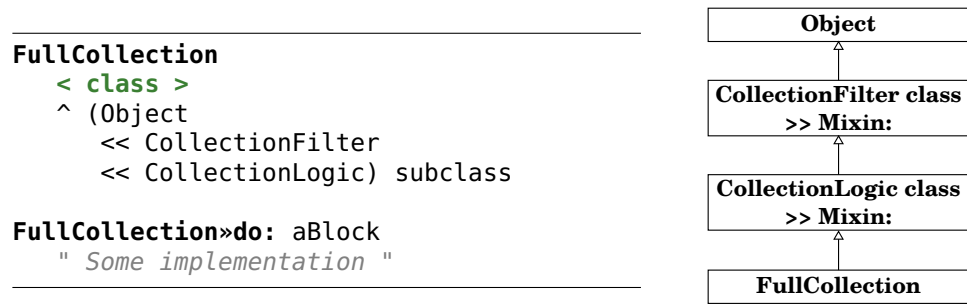 FullCollection
< class >
^ (Object
<< CollectionFilter
<< CollectionLogic) subclass
FullCollection»do: aBlock
" Some implementation "
Object
CollectionFilter class
>> Mixin:
CollectionLogic class
>> Mixin:
FullCollection